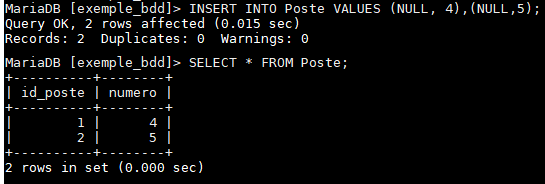 MariaDB [exemple_bdd]> INSERT INTO Poste VALUES (NULL, 4),(NULL,5);
Query OK, 2 rows affected (0.015 sec)
Records: 2  Duplicates: 0  Warnings: 0
MariaDB [exemple_bdd]> SELECT * FROM Poste;
+----------+--------+
| id_poste | numero |
+----------+--------+
|        1 |      4 |
|        2 |      5 |
+----------+--------+
2 rows in set (0.000 sec)